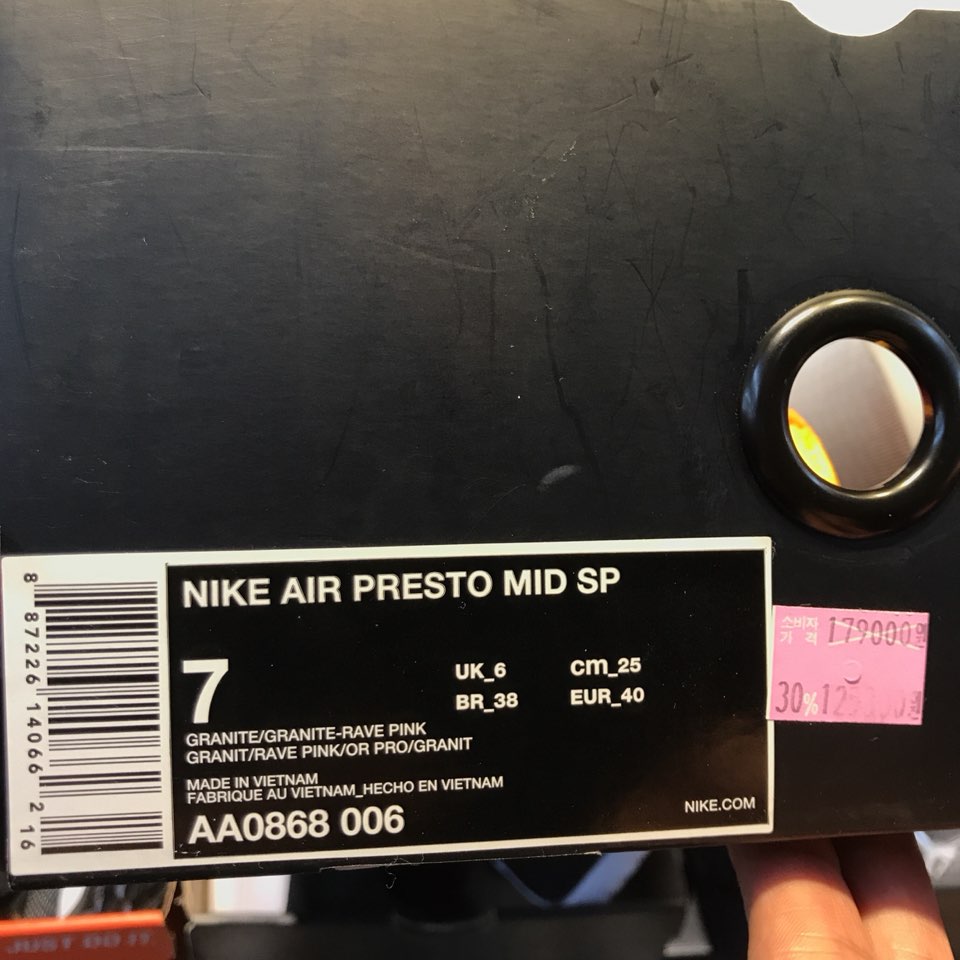 8 87226 14066 2 16
NIKE AIR PRESTO MID SP
7
UK_6 cm_25
BR_38 EUR_40
GRANITE/GRANITE-RAVE PINK
GRANIT/RAVE PINK/OR PRO/GRANIT
MADE IN VIETNAM
FABRIQUE AU VIETNAM_HECHO EN VIETNAM
AA0868 006
NIKE.COM
소비자
가 격 179000원
30%
JUST DO IT.